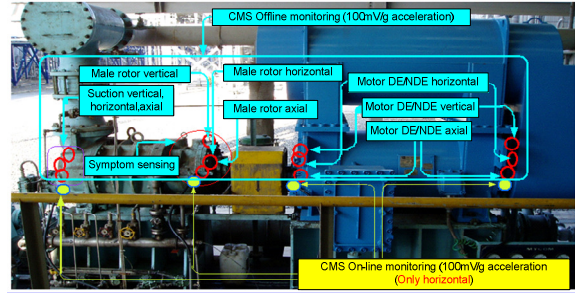 CMS Offline monitoring (100mV/g acceleration)
Male rotor vertical
Male rotor horizontal
Suction vertical,
horizontal,axial
Motor DE/NDE horizontal
Male rotor axial
Motor DE/NDE vertical
Motor DE/NDE axial
Symptom sensing
CMS On-line monitoring (100mV/g acceleration
(Only horizontal)